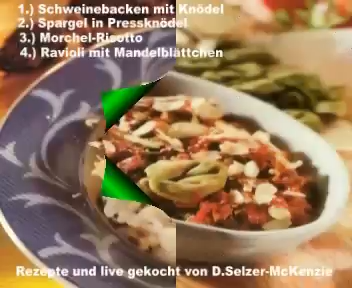 1.) Schweinebacken mit Knödel
2.) Spargel in Pressknödel
3.) Morchel-Risotto
4.) Ravioli mit Mandelblättchen
Rezepte und live gekocht von D.Selzer-McKenzie